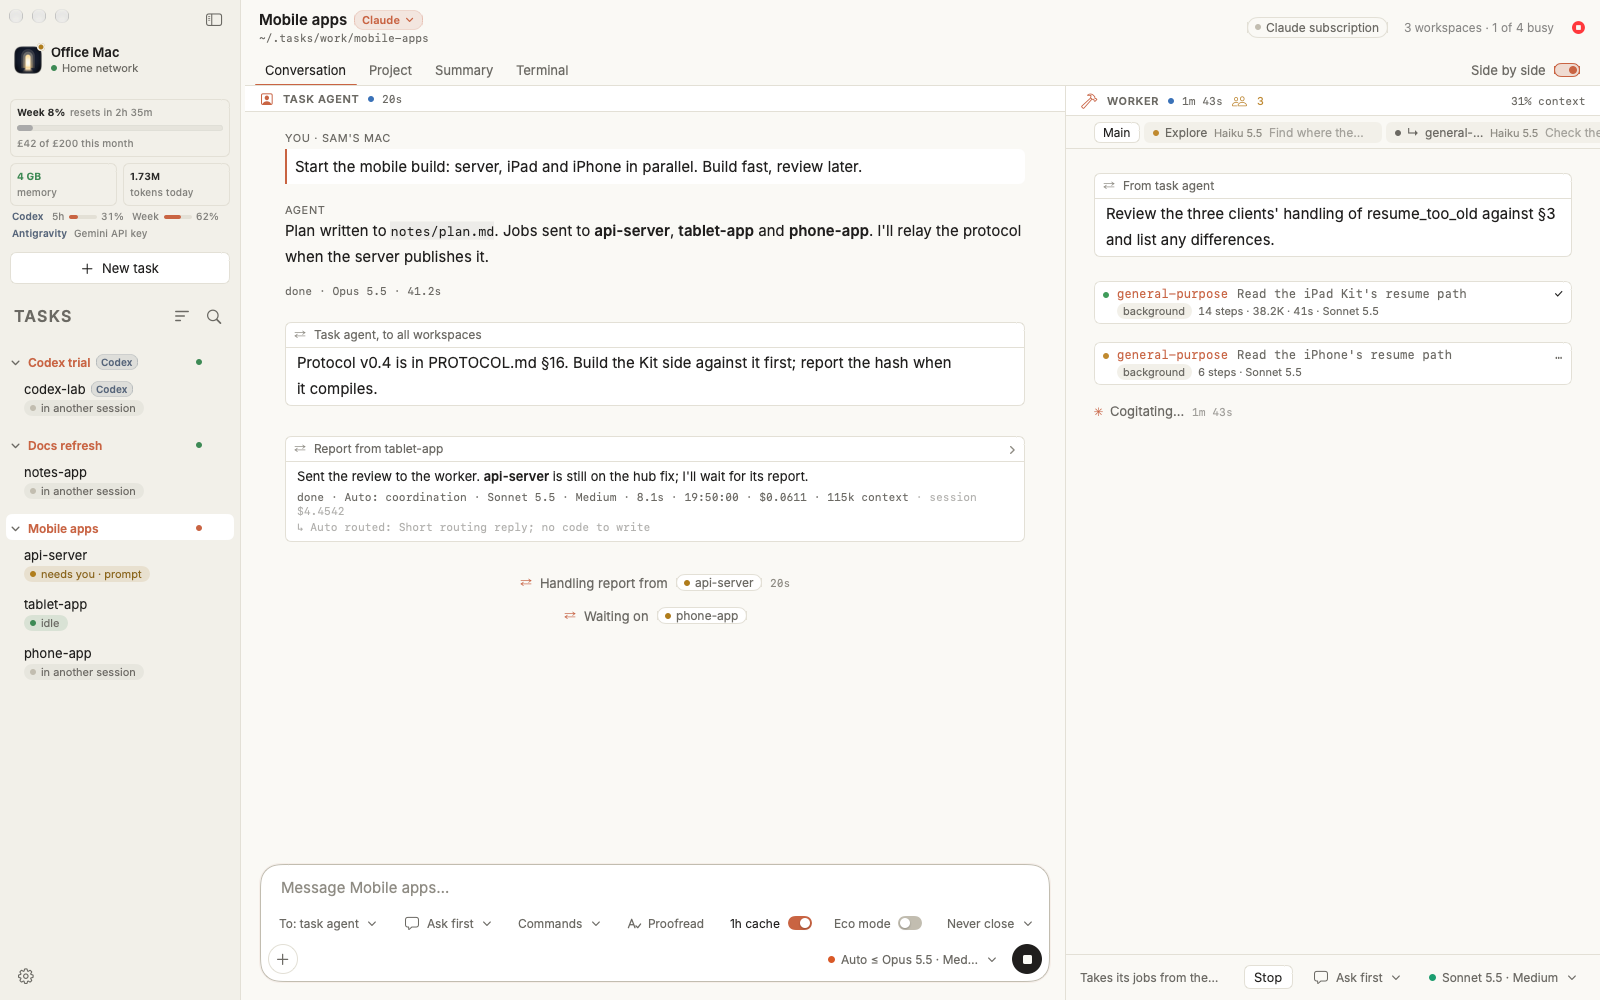 Office Mac
Home network
Week 8% resets in 2h 35m
£42 of £200 this month
4 GB
memory
1.73M
tokens today
Codex 5h 31% Week 62%
Antigravity Gemini API key
New task
TASKS
Codex trial Codex
codex-lab Codex
in another session
Docs refresh
notes-app
in another session
Mobile apps
api-server
needs you · prompt
tablet-app
idle
phone-app
in another session
Mobile apps Claude
~/.tasks/work/mobile-apps
Claude subscription
3 workspaces · 1 of 4 busy
Conversation Project Summary Terminal
Side by side
TASK AGENT 20s
YOU · SAM'S MAC
Start the mobile build: server, iPad and iPhone in parallel. Build fast, review later.
AGENT
Plan written to notes/plan.md. Jobs sent to api-server, tablet-app and phone-app. I'll relay the protocol
when the server publishes it.
done · Opus 5.5 · 41.2s
Task agent, to all workspaces
Protocol v0.4 is in PROTOCOL.md §16. Build the Kit side against it first; report the hash when
it compiles.
Report from tablet-app
Sent the review to the worker. api-server is still on the hub fix; I'll wait for its report.
done · Auto: coordination · Sonnet 5.5 · Medium · 8.1s · 19:50:00 · $0.0611 · 115k context · session
$4.4542
↳ Auto routed: Short routing reply; no code to write
Handling report from api-server 20s
Waiting on phone-app
Message Mobile apps...
To: task agent Ask first Commands Proofread 1h cache Eco mode Never close
Auto ≤ Opus 5.5 · Med...
WORKER 1m 43s 3 31% context
Main Explore Haiku 5.5 Find where the... ↳ general-... Haiku 5.5 Check the
From task agent
Review the three clients' handling of resume_too_old against §3
and list any differences.
general-purpose Read the iPad Kit's resume path
background 14 steps · 38.2K · 41s · Sonnet 5.5
general-purpose Read the iPhone's resume path …
background 6 steps · Sonnet 5.5
Cogitating... 1m 43s
Takes its jobs from the... Stop Ask first Sonnet 5.5 · Medium